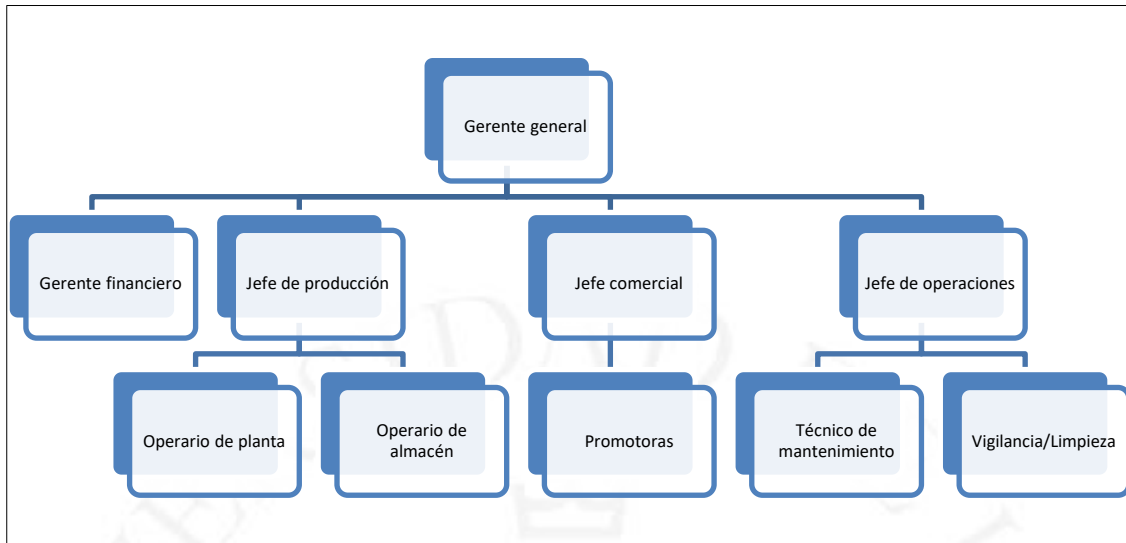 Gerente general
Gerente financiero
Jefe de producción
Jefe comercial
Jefe de operaciones
Operario de planta
Operario de
almacén
Promotoras
Técnico de
mantenimiento
Vigilancia/Limpieza